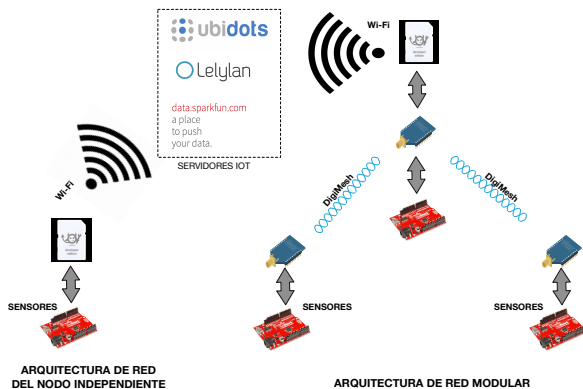 ubidots
Lelylan
data.sparkfun.com
a place
to push
your data.
SERVIDORES IOT
Wi-Fi
Wi-Fi
DigiMesh
DigiMesh
SENSORES
SENSORES
SENSORES
ARQUITECTURA DE RED
DEL NODO INDEPENDIENTE
ARQUITECTURA DE RED MODULAR